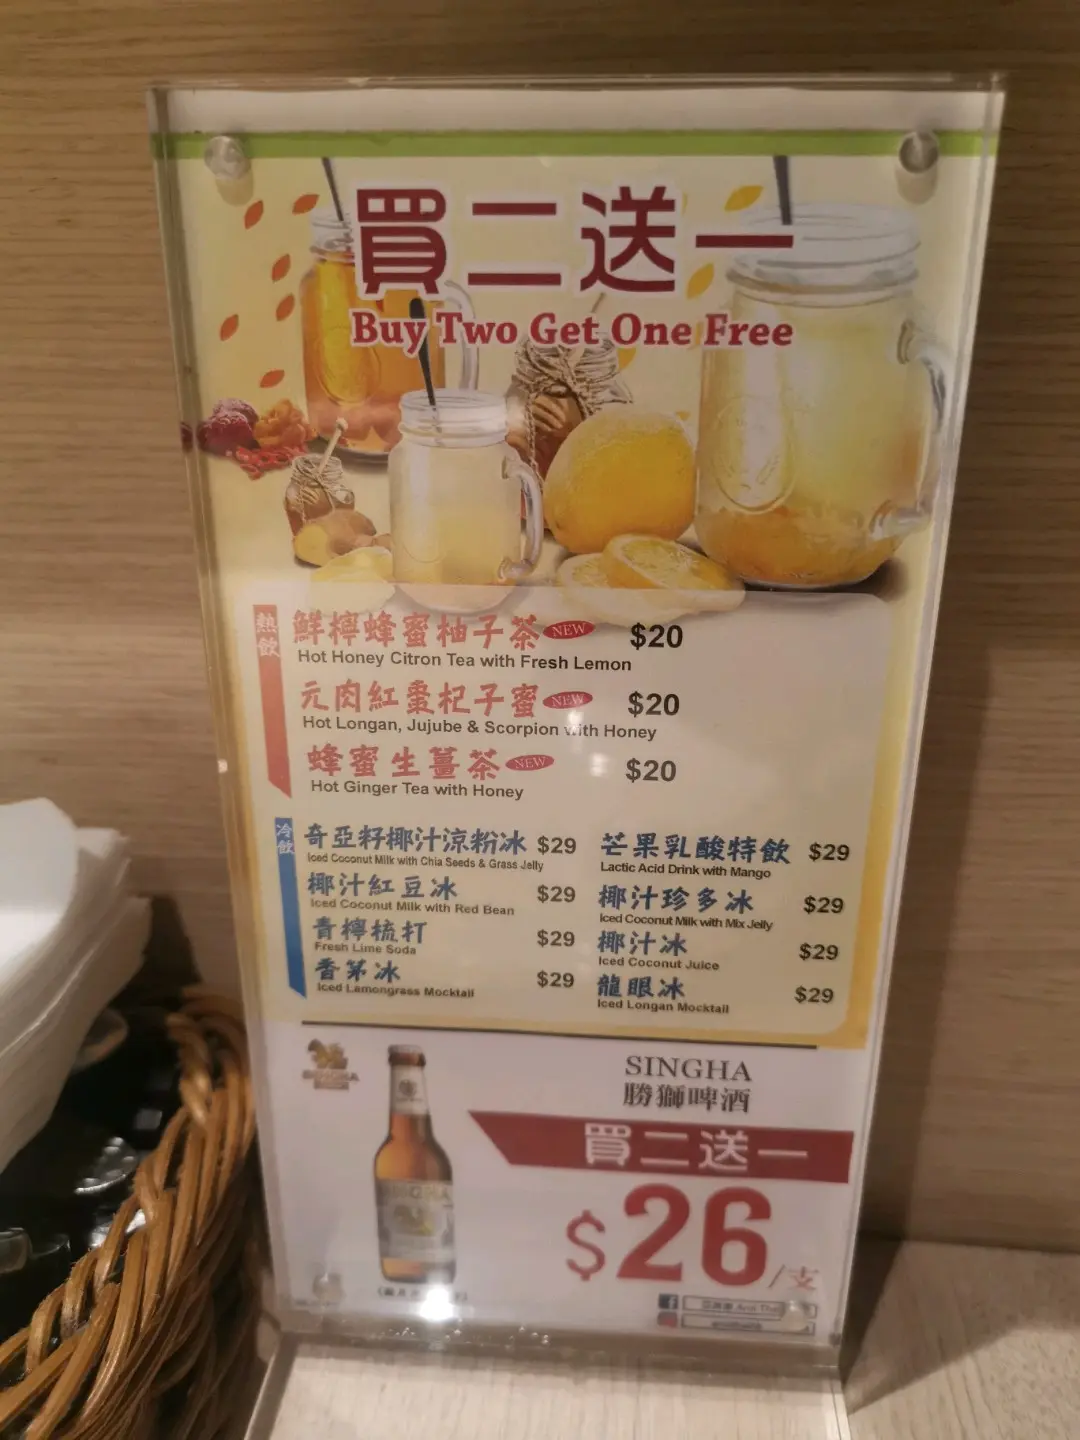 買二送一
Buy Two Get One Free
熱飲
鮮檸蜂蜜柚子茶 NEW $20
Hot Honey Citron Tea with Fresh Lemon
元肉紅棗杞子蜜 NEW $20
Hot Longan, Jujube & Scorpion with Honey
蜂蜜生薑茶 NEW $20
Hot Ginger Tea with Honey
冷飲
奇亞籽椰汁涼粉冰 $29
Iced Coconut Milk with Chia Seeds & Grass Jelly
椰汁紅豆冰 $29
Iced Coconut Milk with Red Bean
青檸梳打 $29
Fresh Lime Soda
香茅冰 $29
Iced Lamongrass Mocktail
芒果乳酸特飲 $29
Lactic Acid Drink with Mango
椰汁珍多冰 $29
Iced Coconut Milk with Mix Jelly
椰汁冰 $29
Iced Coconut Juice
龍眼冰 $29
Iced Longan Mocktail
SINGHA
SINGHA
SINGHA
勝獅啤酒
買二送一
$26/支